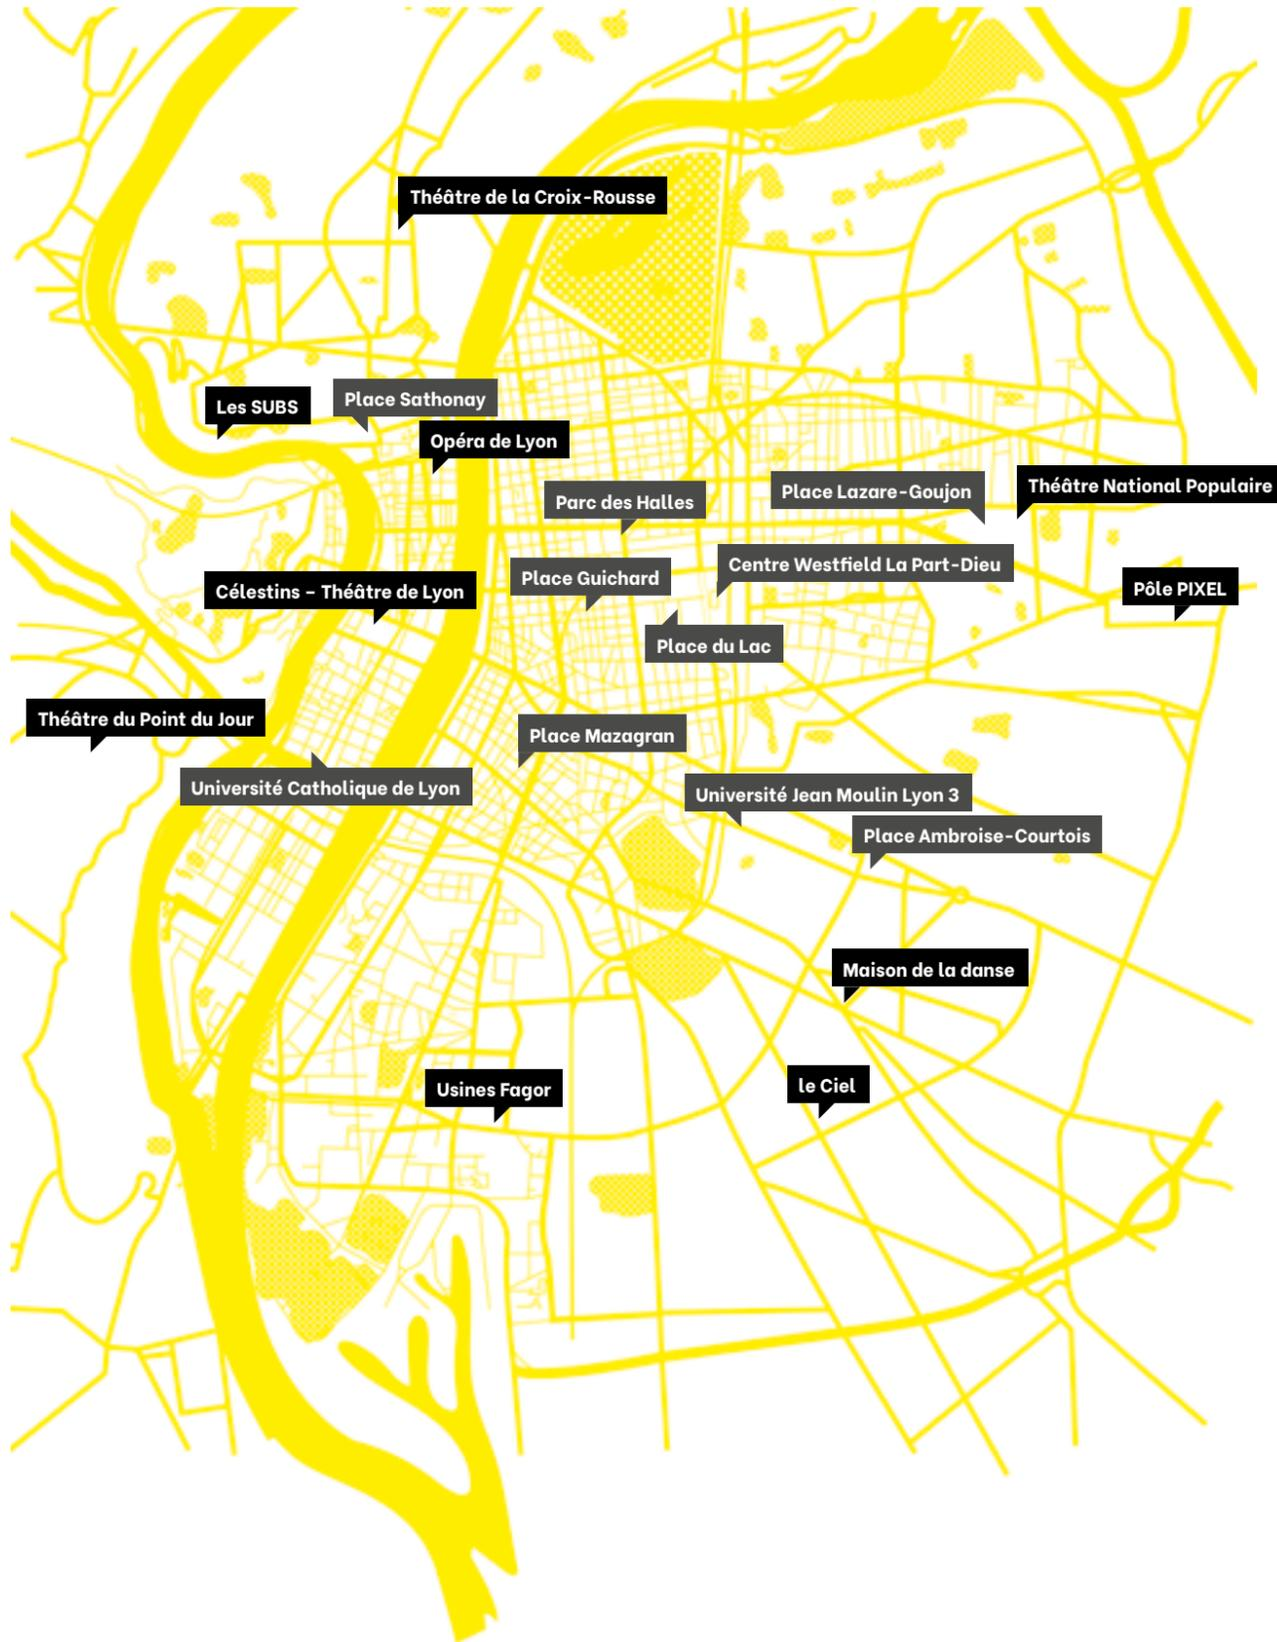 Théâtre de la Croix-Rousse
Place Sathonay
Les SUBS
Opéra de Lyon
Parc des Halles
Place Lazare-Goujon
Théâtre National Populaire
Centre Westfield La Part-Dieu
Place Guichard
Célestins – Théâtre de Lyon
Pôle PIXEL
Place du Lac
Théâtre du Point du Jour
Place Mazagran
Université Catholique de Lyon
Université Jean Moulin Lyon 3
Place Ambroise-Courtois
Maison de la danse
le Ciel
Usines Fagor